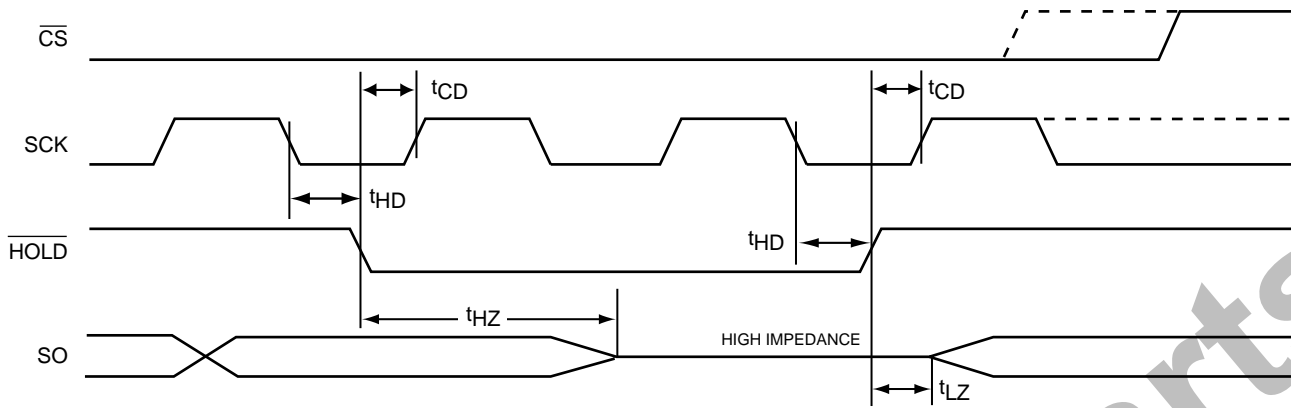 CS
tCD
tCD
SCK
tHD
HOLD
tHD
tHZ
HIGH IMPEDANCE
SO
tLZ